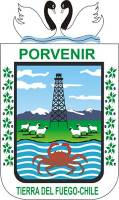 PORVENIR
TIERRA DEL FUEGO-CHILE